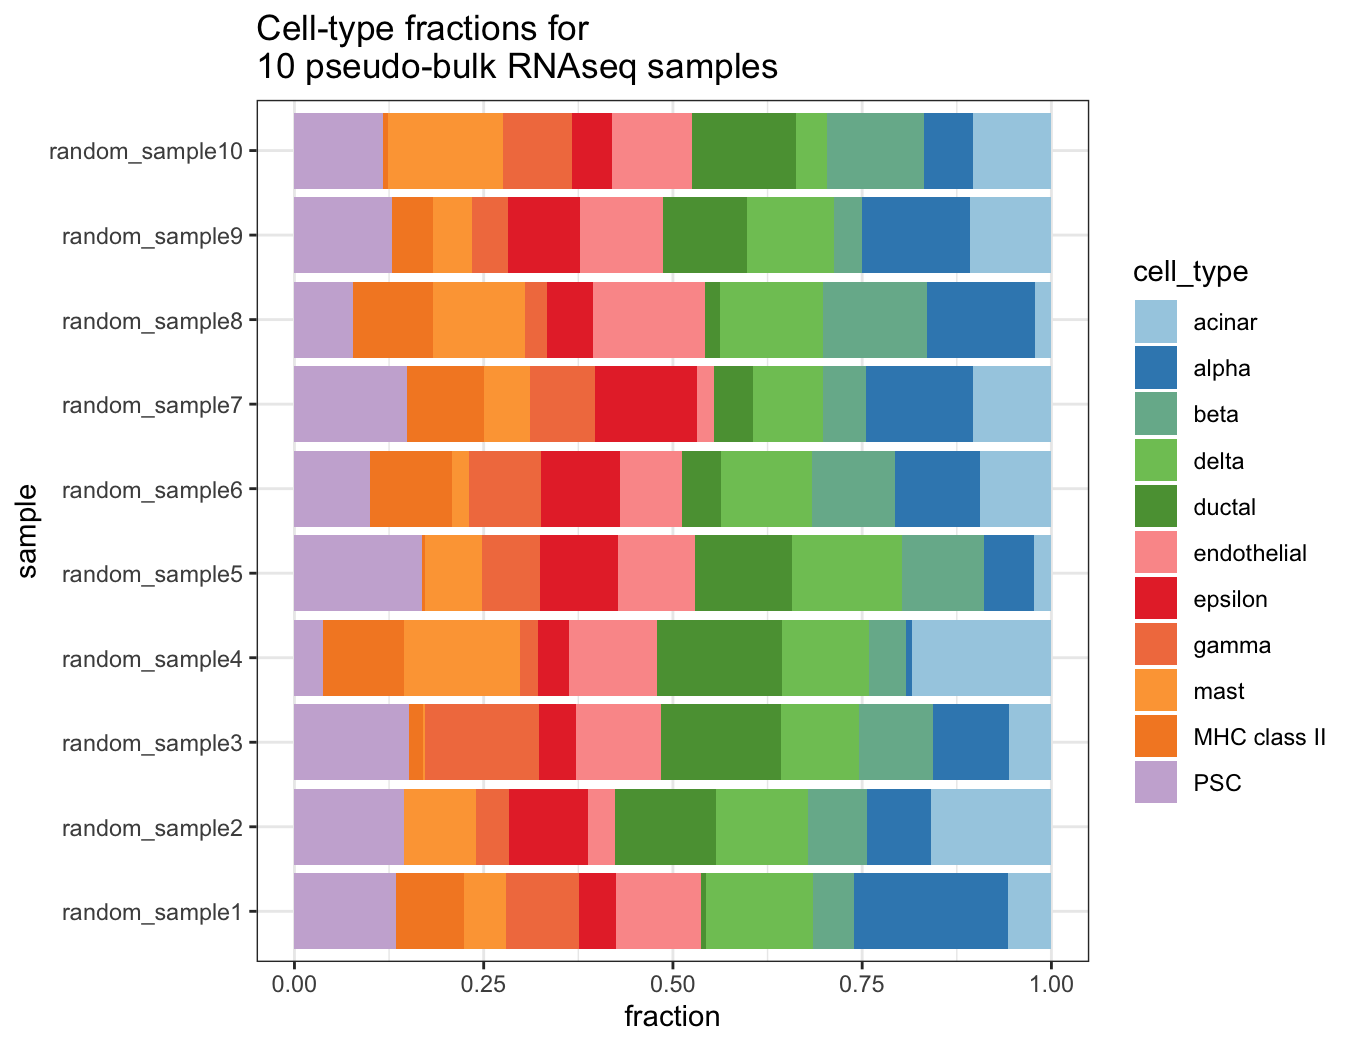 Cell-type fractions for
10 pseudo-bulk RNAseq samples
random_sample10
random_sample9
random_sample8
random_sample7
random_sample6
random_sample5
random_sample4
random_sample3
random_sample2
random_sample1
sample
0.00 0.25 0.50 0.75 1.00
fraction
cell_type
acinar
alpha
beta
delta
ductal
endothelial
epsilon
gamma
mast
MHC class II
PSC